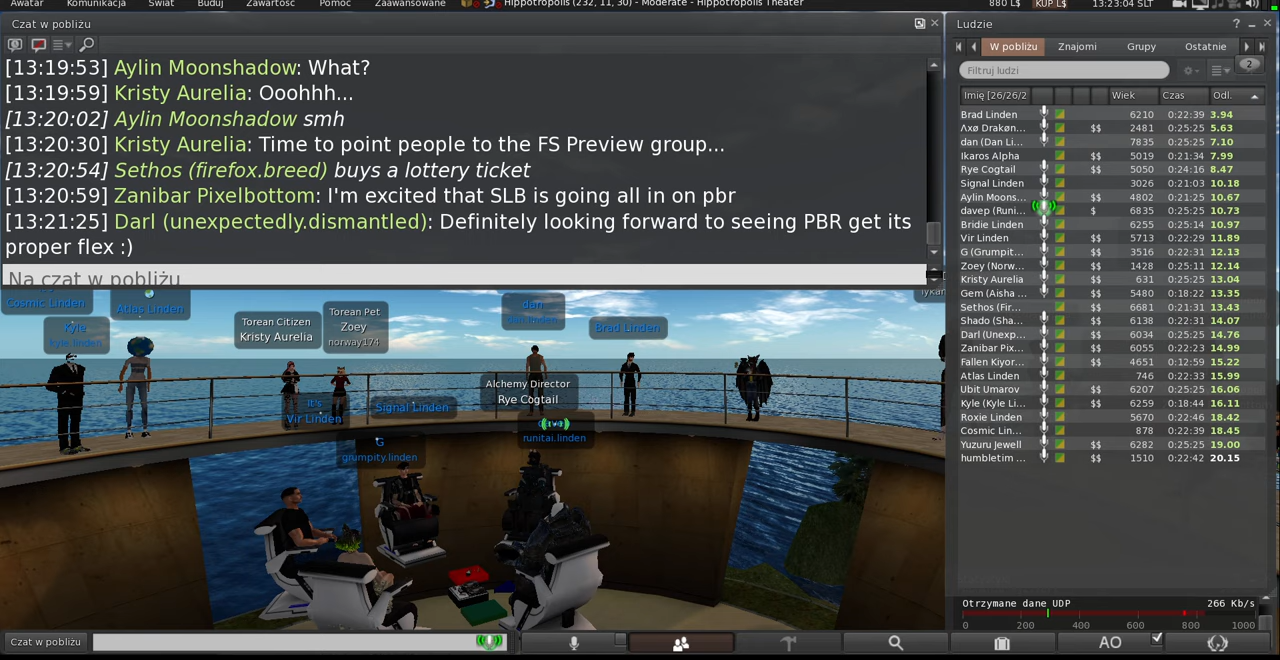 Awatar Komunikacja Świat Buduj Zawartość Pomoc Zaawansowane Hippotropolis (232, 11, 30) - Moderate - Hippotropolis Theater 880 L$ KUP L$ 13:23:04 SLT
Czat w pobliżu
[13:19:53] Aylin Moonshadow: What?
[13:19:59] Kristy Aurelia: Ooohhh...
[13:20:02] Aylin Moonshadow smh
[13:20:30] Kristy Aurelia: Time to point people to the FS Preview group...
[13:20:54] Sethos (firefox.breed) buys a lottery ticket
[13:20:59] Zanibar Pixelbottom: I'm excited that SLB is going all in on pbr
[13:21:25] Darl (unexpectedly.dismantled): Definitely looking forward to seeing PBR get its
proper flex :)
Na czat w pobliżu
Cosmic Linden
Atlas Linden
Kyle
kyle.linden
Torean Citizen
Kristy Aurelia
Torean Pet
Zoey
norway174
dan
dan.linden
Brad Linden
It's
Vir Linden
Signal Linden
Alchemy Director
Rye Cogtail
G
grumpity.linden
runitai.linden
Czat w pobliżu
Ludzie
? _ ×
W pobliżu Znajomi Grupy Ostatnie
Filtruj ludzi
2
Imię [26/26/2 Wiek Czas Odl.
Brad Linden 6210 0:22:39 3.94
Λxσ Drakøn... $$ 2481 0:25:25 5.63
dan (Dan Li... 7835 0:25:25 7.10
Ikaros Alpha $$ 5019 0:21:34 7.99
Rye Cogtail $$ 5050 0:24:16 8.47
Signal Linden 3026 0:21:03 10.18
Aylin Moons... $$ 4802 0:21:25 10.67
davep (Runi... $ 6835 0:25:25 10.73
Bridie Linden 6255 0:25:14 10.97
Vir Linden $$ 5713 0:22:29 11.89
G (Grumpit... $$ 3516 0:22:31 12.13
Zoey (Norw... $$ 1428 0:25:11 12.14
Kristy Aurelia $$ 631 0:25:25 13.04
Gem (Aisha ... $$ 5480 0:18:22 13.35
Sethos (Fir... $$ 6681 0:21:31 13.43
Shado (Sha... $$ 6138 0:22:31 14.07
Darl (Unexp... $$ 6034 0:25:25 14.76
Zanibar Pix... $$ 6055 0:22:23 14.99
Fallen Kiyor... $$ 4651 0:12:59 15.22
Atlas Linden 746 0:22:33 15.99
Ubit Umarov $$ 6207 0:25:25 16.06
Kyle (Kyle Li... $$ 6259 0:18:44 16.11
Roxie Linden 5670 0:22:46 18.42
Cosmic Lin... 878 0:22:39 18.45
Yuzuru Jewell $$ 6282 0:25:25 19.00
humbletim ... $$ 1510 0:22:42 20.15
Otrzymane dane UDP 266 Kb/s
0 200 400 600 800 1000
AO